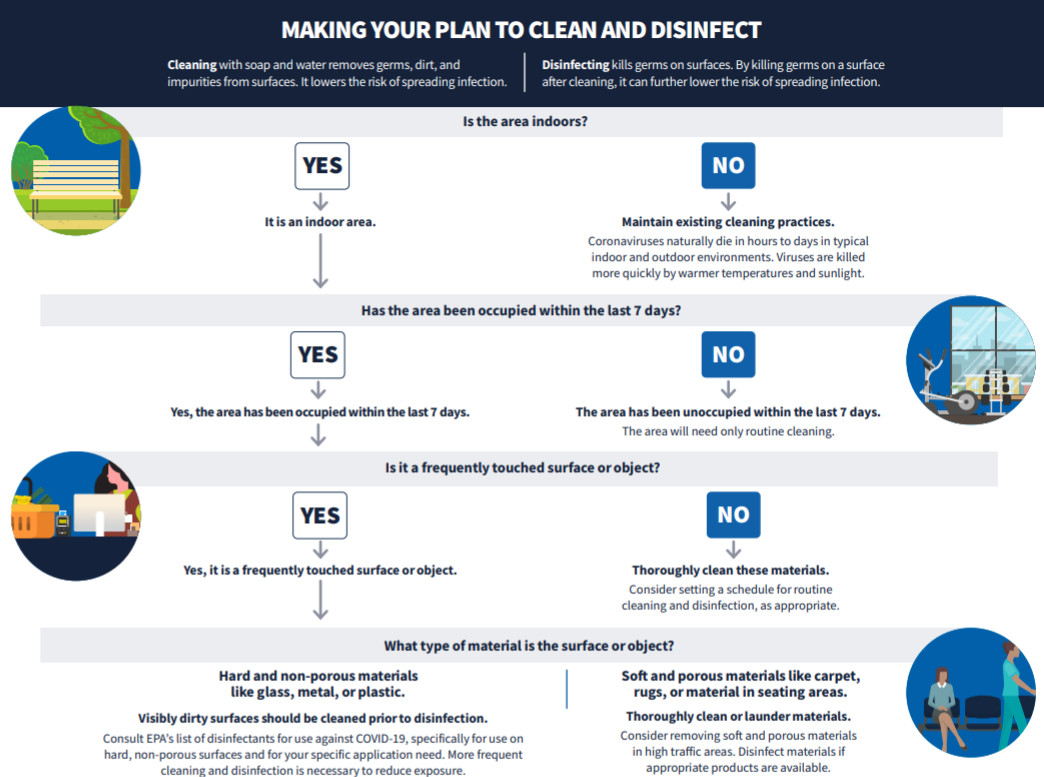 MAKING YOUR PLAN TO CLEAN AND DISINFECT
Cleaning with soap and water removes germs, dirt, and
impurities from surfaces. It lowers the risk of spreading infection.
Disinfecting kills germs on surfaces. By killing germs on a surface
after cleaning, it can further lower the risk of spreading infection.
Is the area indoors?
YES
It is an indoor area.
NO
Maintain existing cleaning practices.
Coronaviruses naturally die in hours to days in typical
indoor and outdoor environments. Viruses are killed
more quickly by warmer temperatures and sunlight.
Has the area been occupied within the last 7 days?
YES
Yes, the area has been occupied within the last 7 days.
NO
The area has been unoccupied within the last 7 days.
The area will need only routine cleaning.
Is it a frequently touched surface or object?
YES
Yes, it is a frequently touched surface or object.
NO
Thoroughly clean these materials.
Consider setting a schedule for routine
cleaning and disinfection, as appropriate.
What type of material is the surface or object?
Hard and non-porous materials
like glass, metal, or plastic.
Visibly dirty surfaces should be cleaned prior to disinfection.
Consult EPA's list of disinfectants for use against COVID-19, specifically for use on
hard, non-porous surfaces and for your specific application need. More frequent
cleaning and disinfection is necessary to reduce exposure.
Soft and porous materials like carpet,
rugs, or material in seating areas.
Thoroughly clean or launder materials.
Consider removing soft and porous materials
in high traffic areas. Disinfect materials if
appropriate products are available.